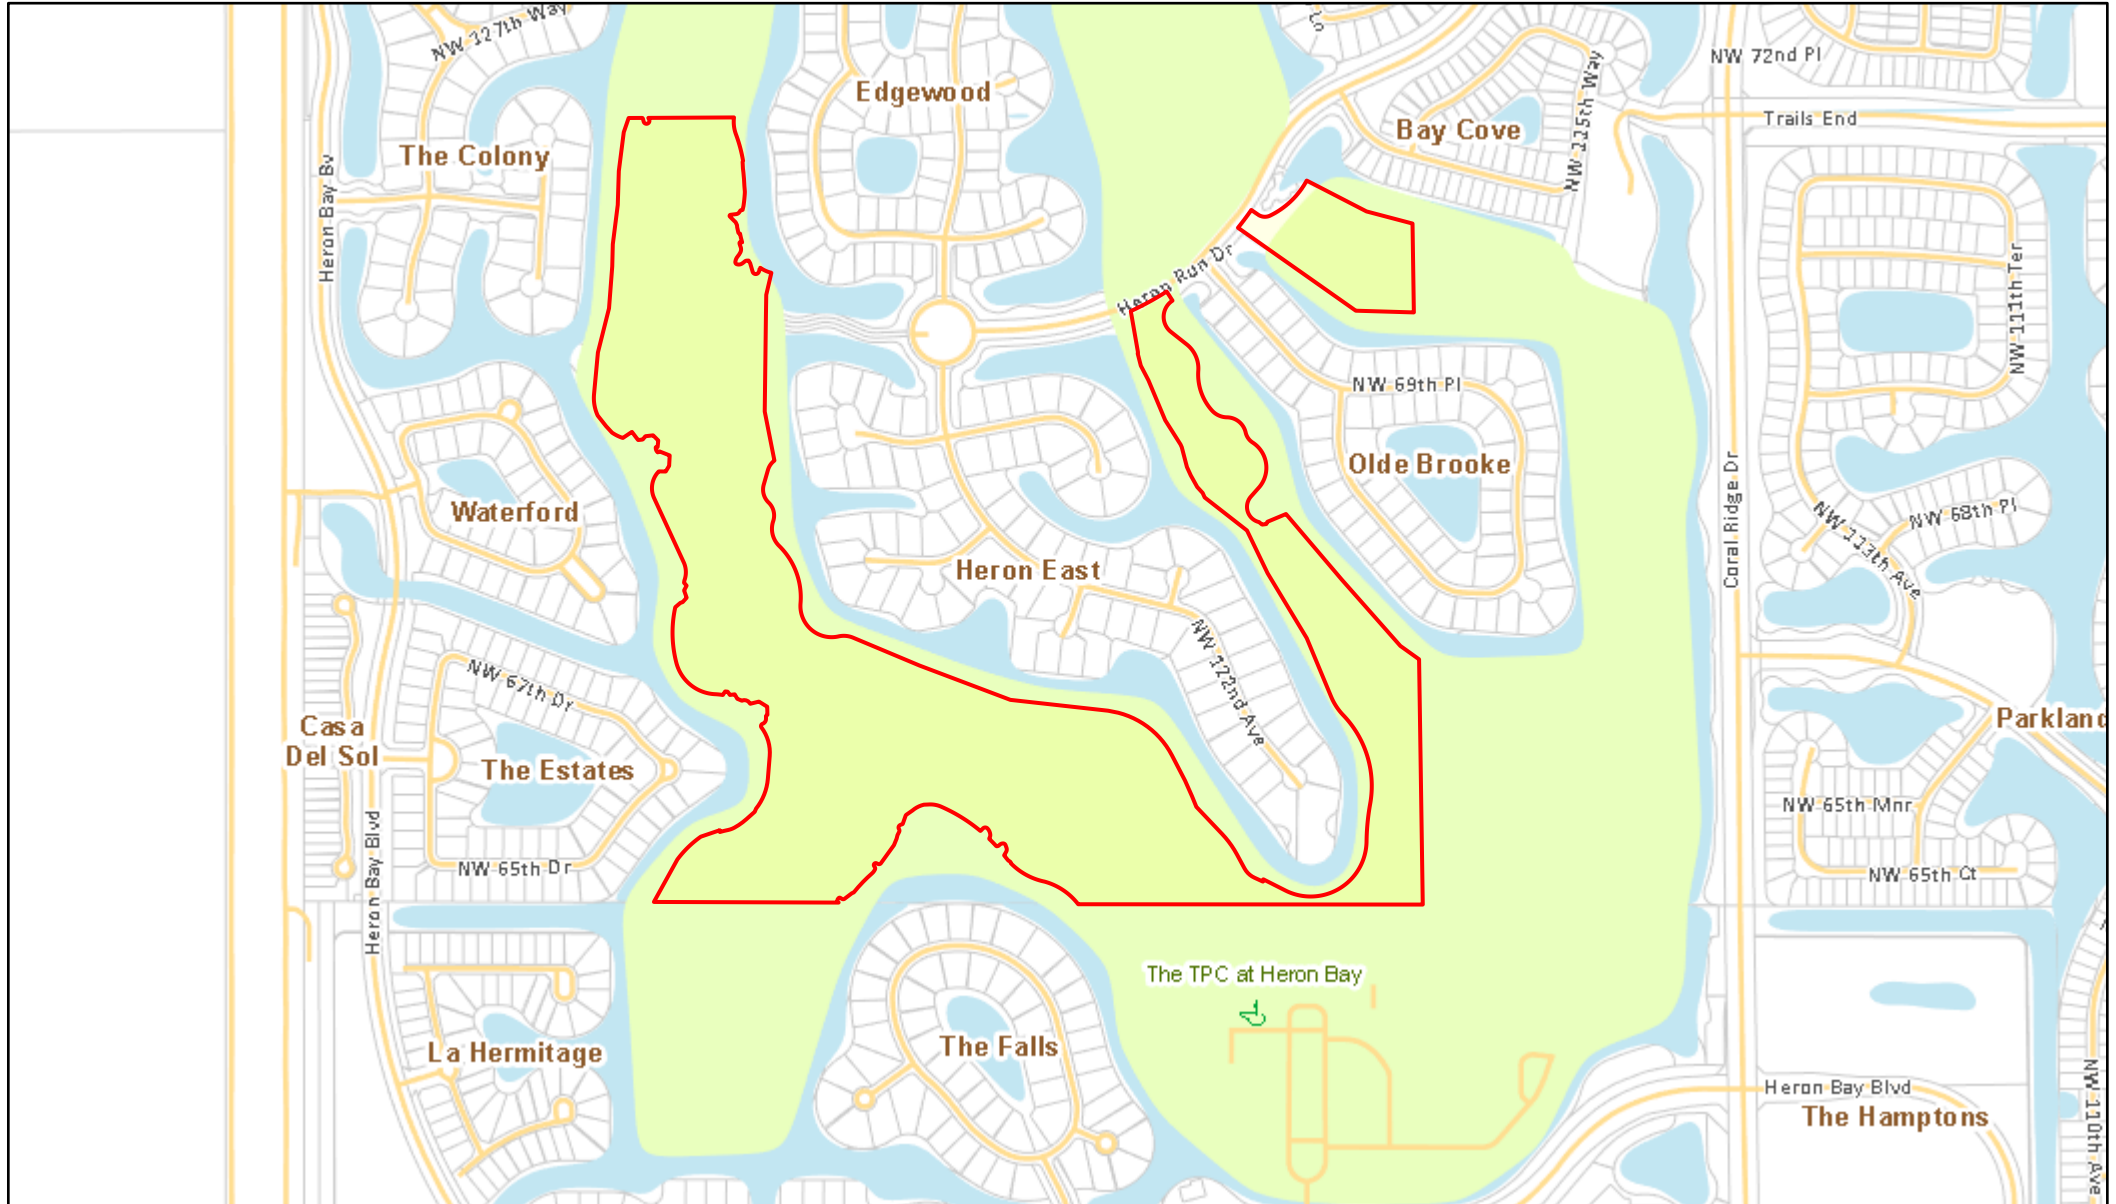 NW 127th Way
NW 72nd Pl
Edgewood
Trails End
Bay Cove
NW 125th Way
The Colony
Heron Bay Bv
Heron Run Dr
NW 111th Ter
NW 69th Pl
Olde Brooke
Waterford
Coral Ridge Dr
NW 68th Pl
NW 113th Ave
Heron East
NW 122nd Ave
NW 67th Dr
Casa
Del Sol
The Estates
Parkland
NW 65th Mnr
NW 65th Dr
NW 65th Ct
Heron Bay Blvd
The TPC at Heron Bay
La Hermitage
The Falls
Heron Bay Blvd
The Hamptons
NW 110th Ave